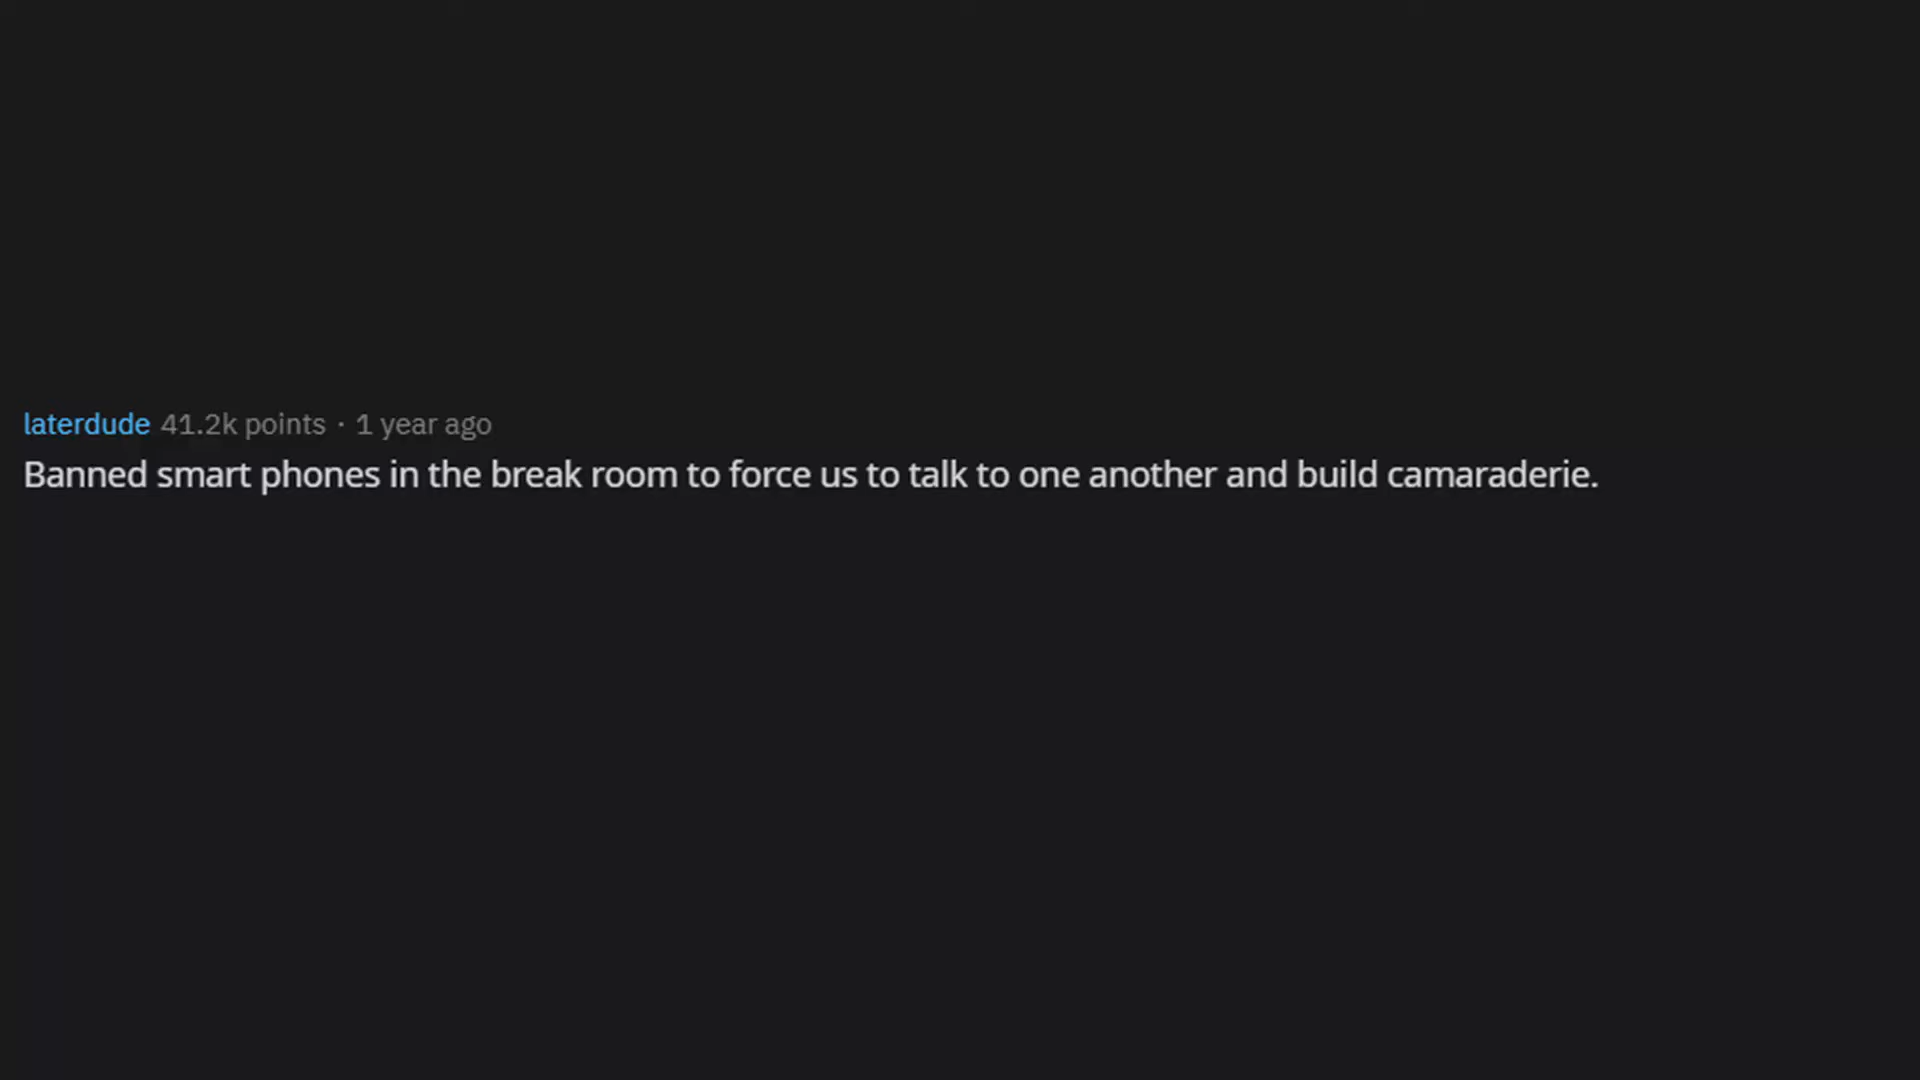 laterdude 41.2k points · 1 year ago
Banned smart phones in the break room to force us to talk to one another and build camaraderie.